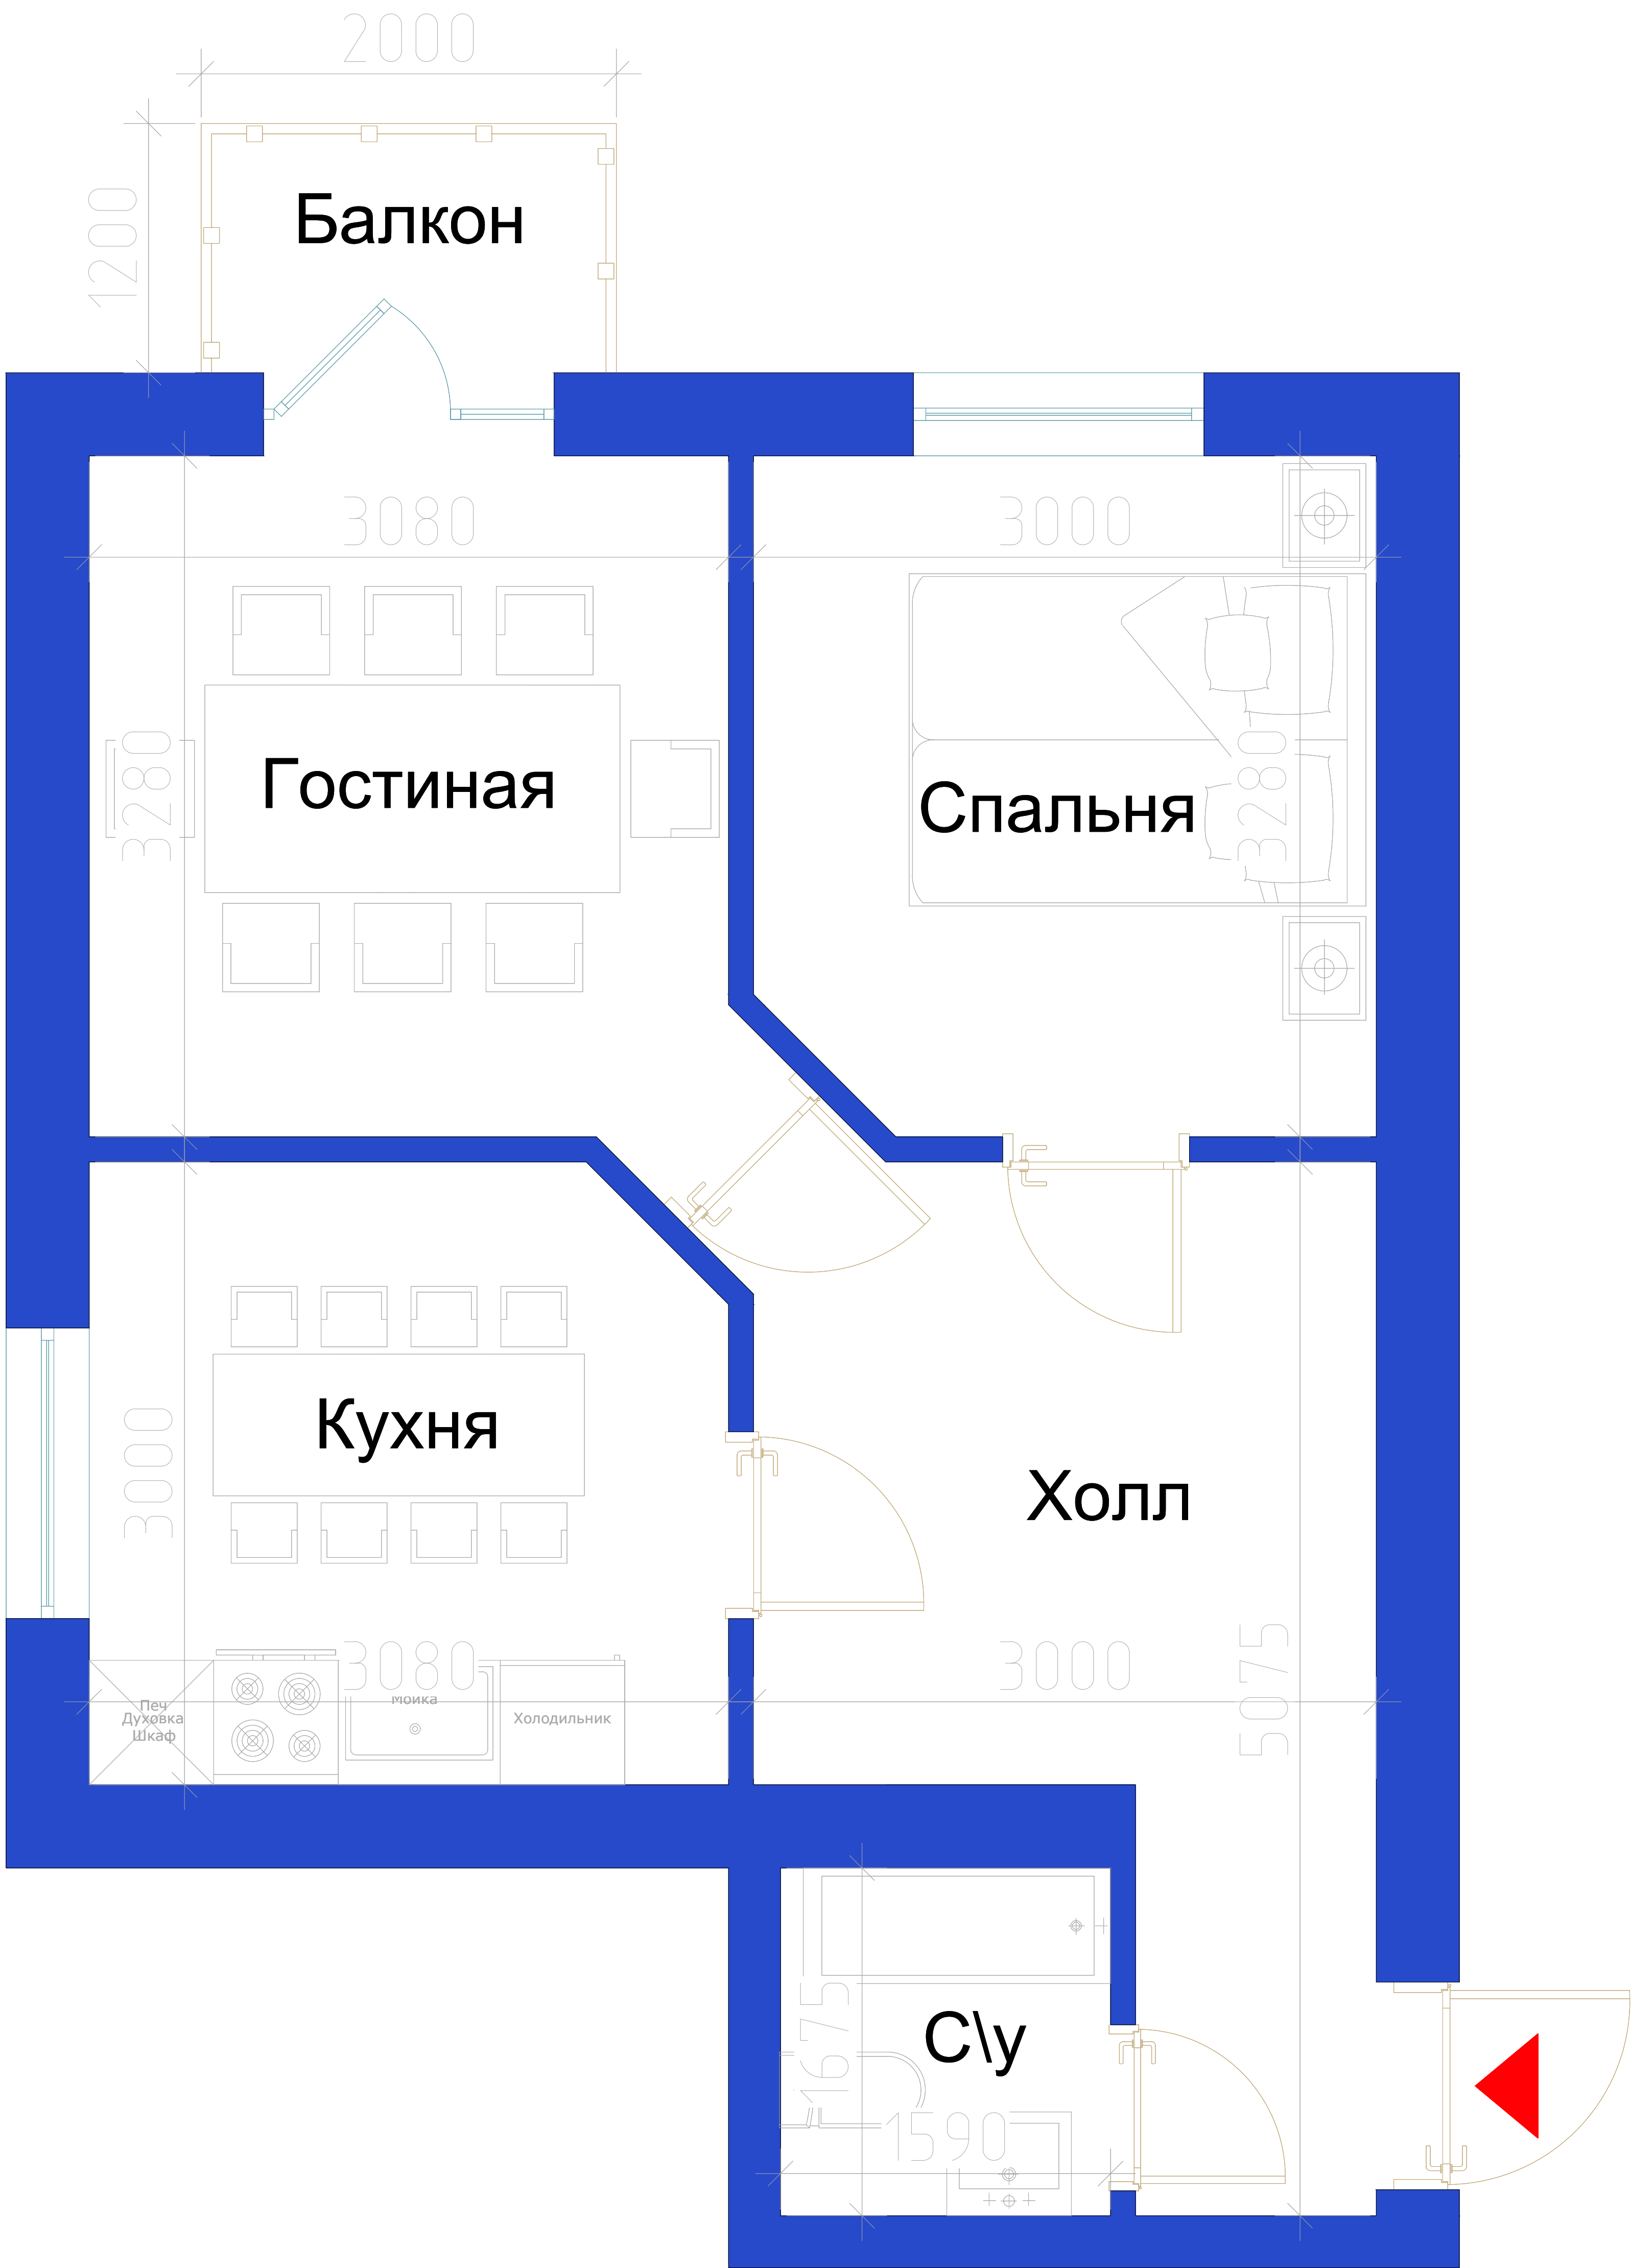 2000
1200
Балкон
3080
3000
3280
Гостиная
3280
Спальня
3000
Кухня
Холл
3080
3000
5075
Печ
Духовка
Шкаф
мойка
Холодильник
1675
С\у
1590